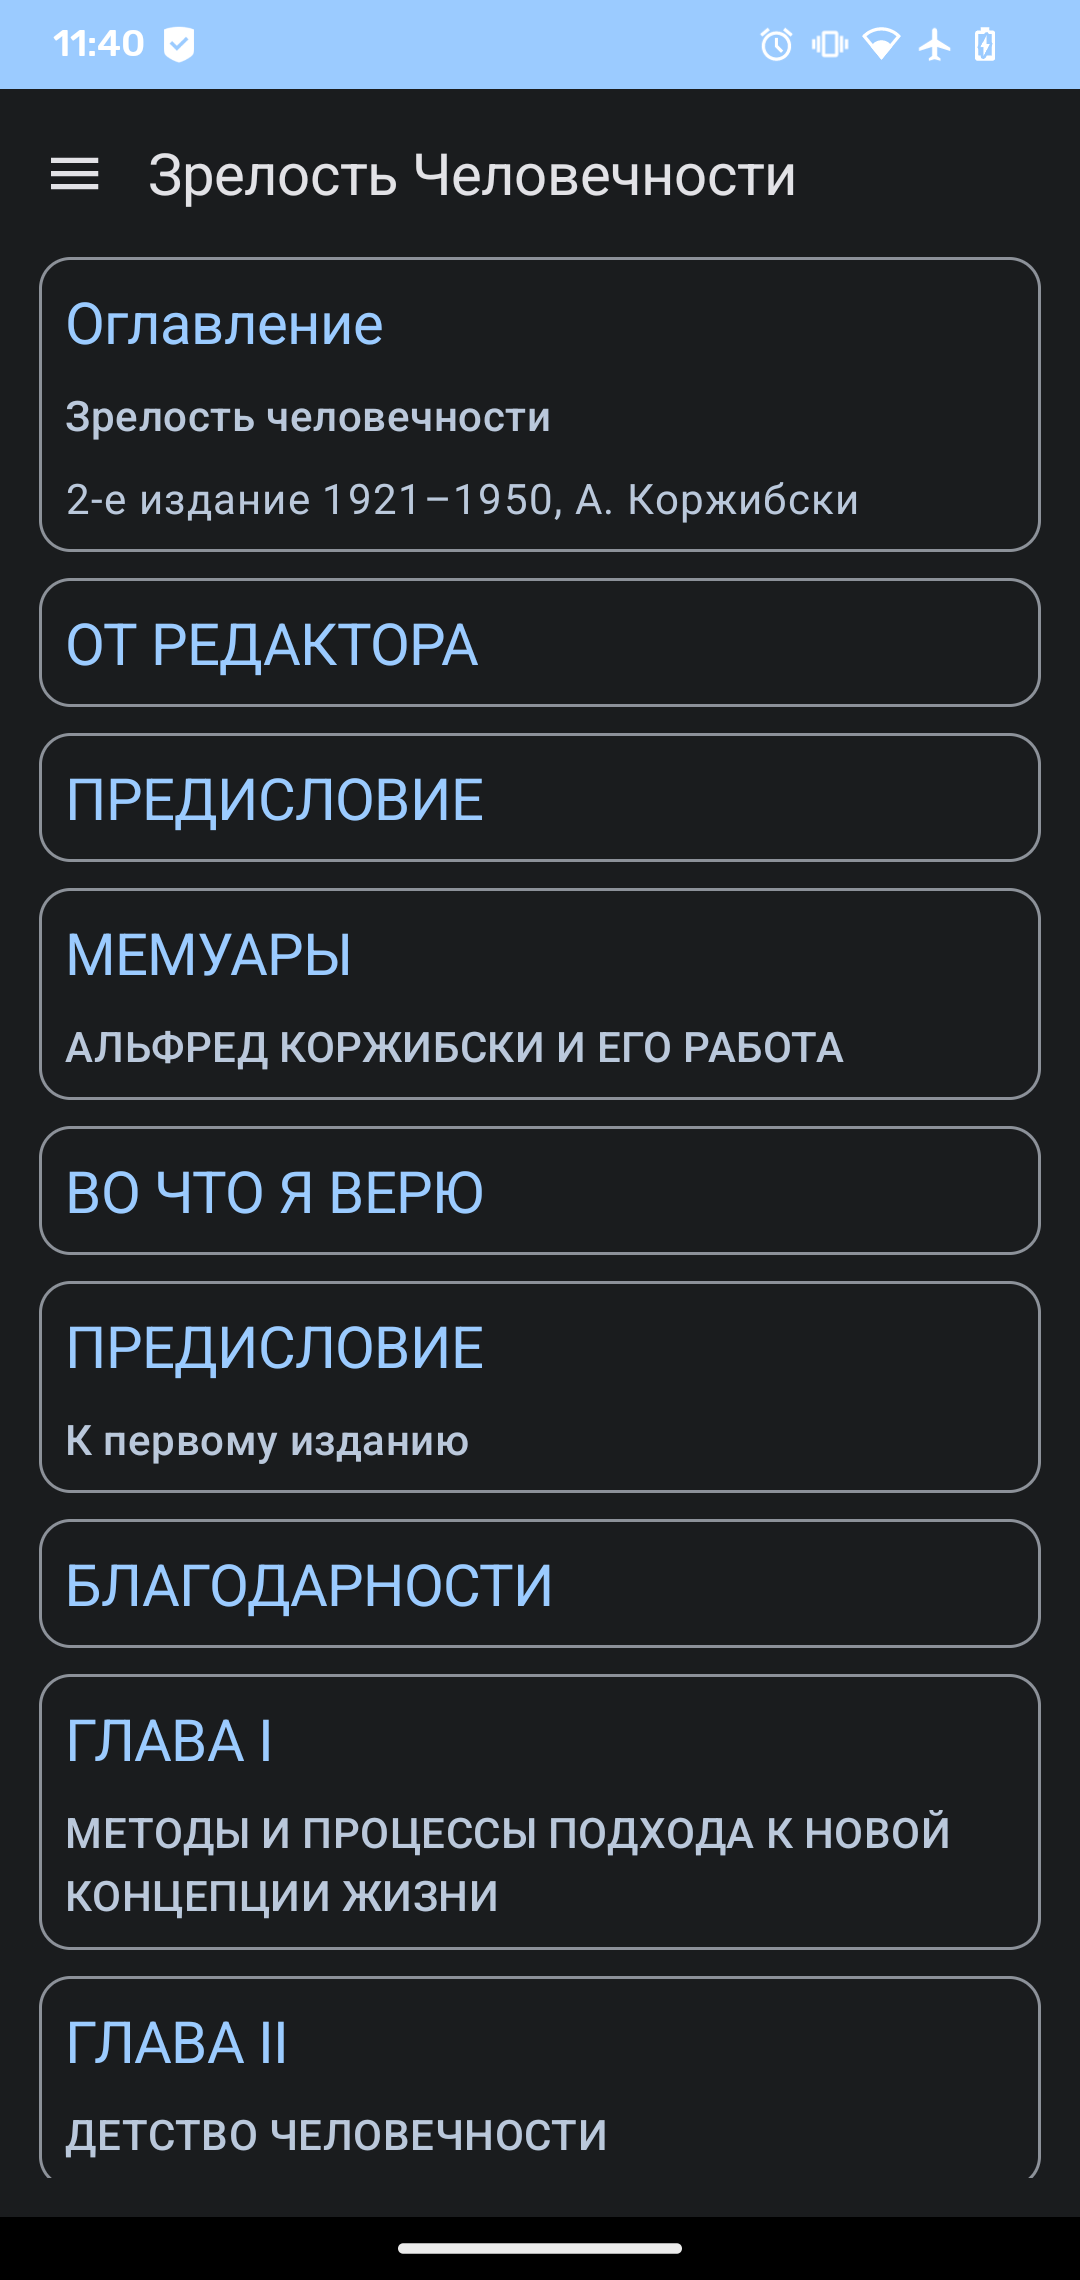 11:40
Зрелость Человечности
Оглавление
Зрелость человечности
2-е издание 1921–1950, А. Коржибски
ОТ РЕДАКТОРА
ПРЕДИСЛОВИЕ
МЕМУАРЫ
АЛЬФРЕД КОРЖИБСКИ И ЕГО РАБОТА
ВО ЧТО Я ВЕРЮ
ПРЕДИСЛОВИЕ
К первому изданию
БЛАГОДАРНОСТИ
ГЛАВА I
МЕТОДЫ И ПРОЦЕССЫ ПОДХОДА К НОВОЙ
КОНЦЕПЦИИ ЖИЗНИ
ГЛАВА II
ДЕТСТВО ЧЕЛОВЕЧНОСТИ